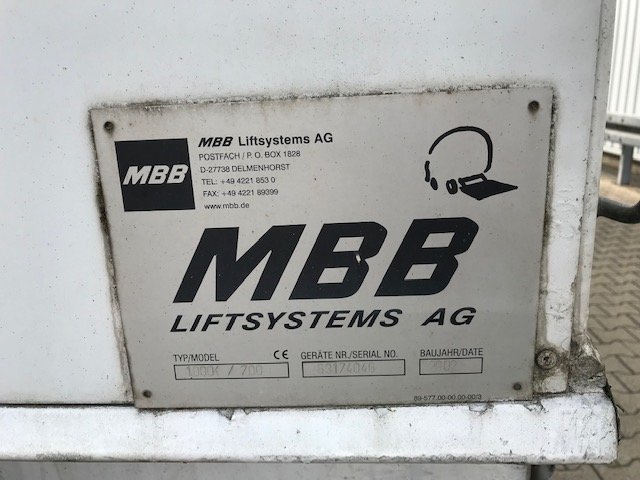 MBB
MBB Liftsystems AG
POSTFACH / P. O. BOX 1828
D-27738 DELMENHORST
TEL: +49 4221 853 0
FAX: +49 4221 89399
www.mbb.de
MBB
LIFTSYSTEMS AG
TYP/MODEL CE GERÄTE NR./SERIAL NO. BAUJAHR/DATE
/ 700
89-577.00.00.00-00/3